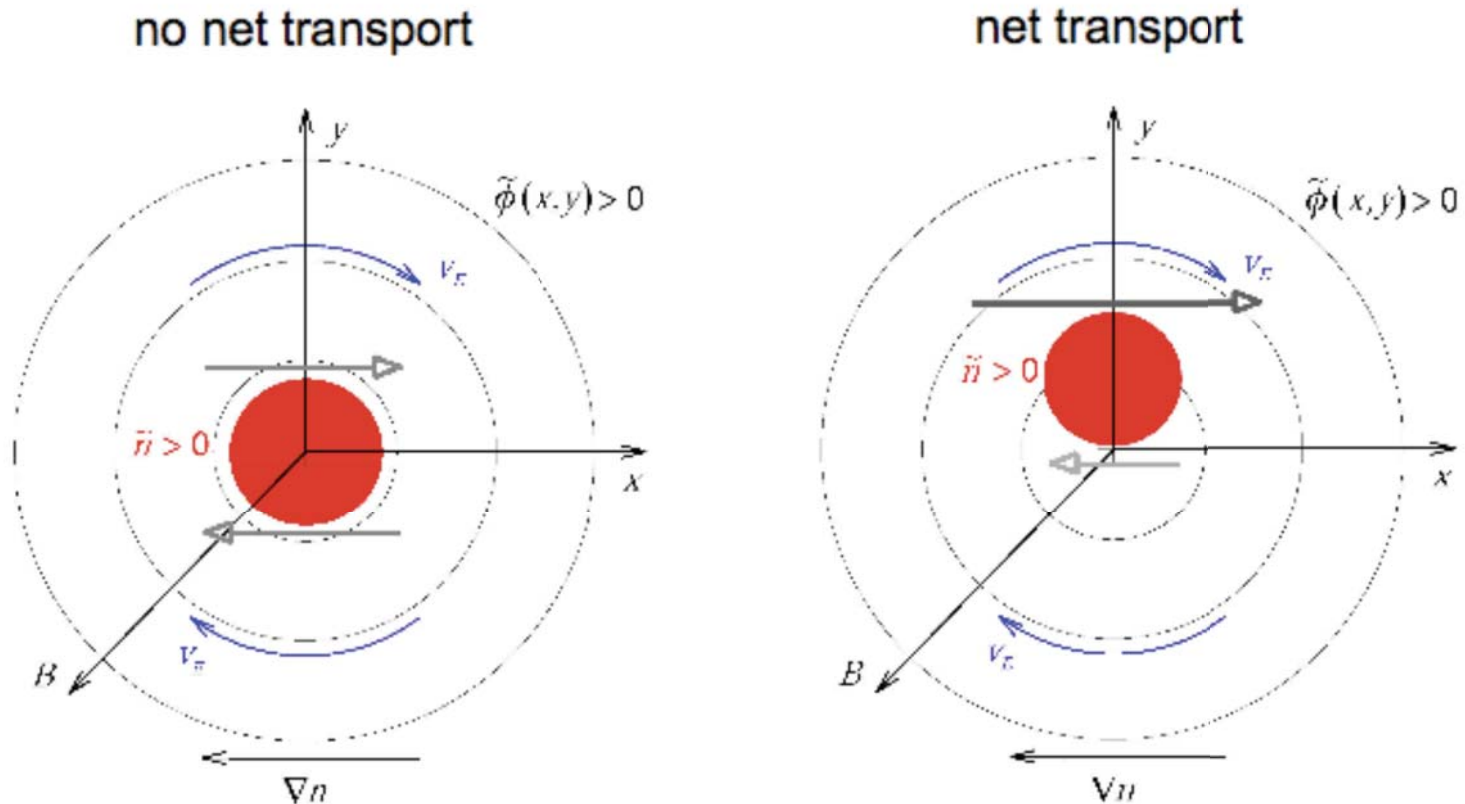 no net transport
y
ϕ̃(x.y)>0
v_E
ñ>0
x
v_E
B
∇n
net transport
y
ϕ̃(x,y)>0
v_E
ñ>0
x
v_E
B
∇n